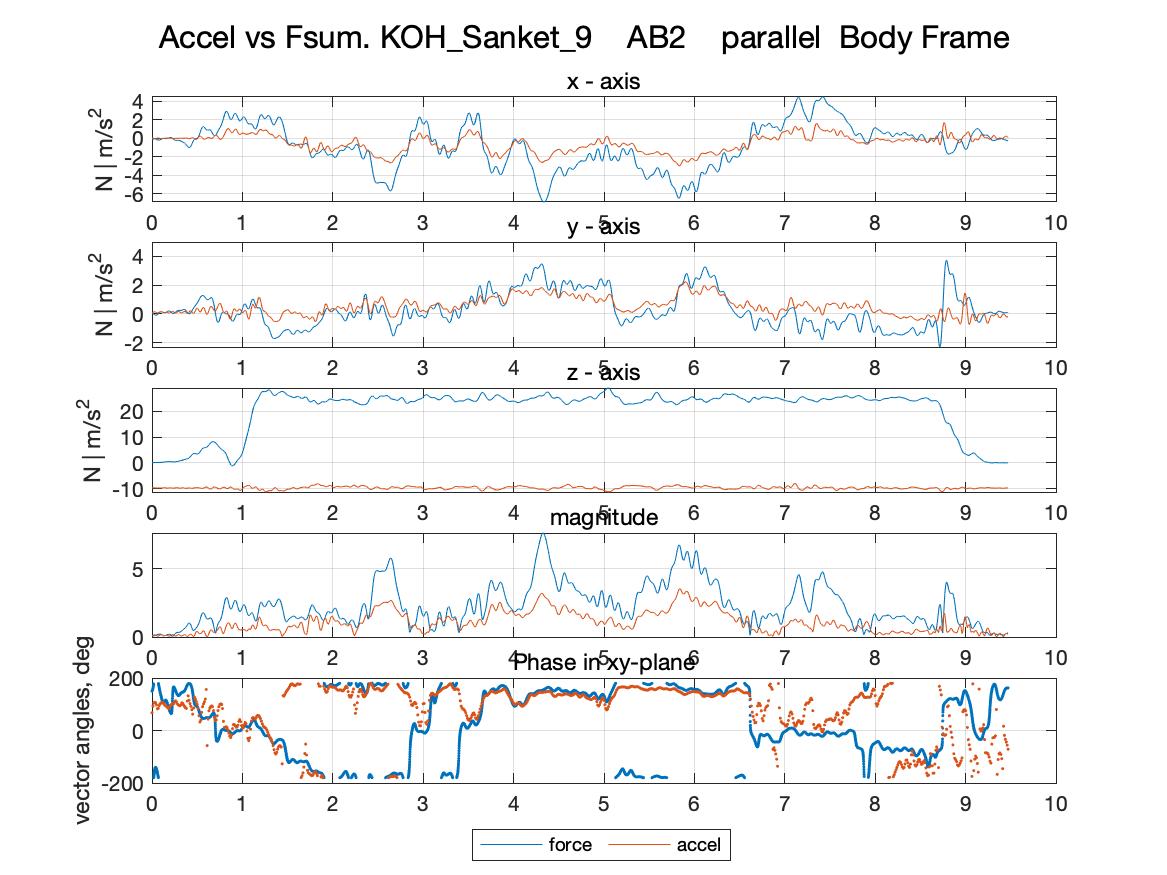 Accel vs Fsum. KOH_Sanket_9 AB2 parallel Body Frame
x - axis
N | m/s2
4
2
0
-2
-4
-6
0 1 2 3 4 5 6 7 8 9 10
y - axis
N | m/s2
4
2
0
-2
0 1 2 3 4 5 6 7 8 9 10
z - axis
N | m/s2
20
10
0
-10
0 1 2 3 4 5 6 7 8 9 10
magnitude
5
0
0 1 2 3 4 5 6 7 8 9 10
Phase in xy-plane
vector angles, deg
200
0
-200
0 1 2 3 4 5 6 7 8 9 10
force accel